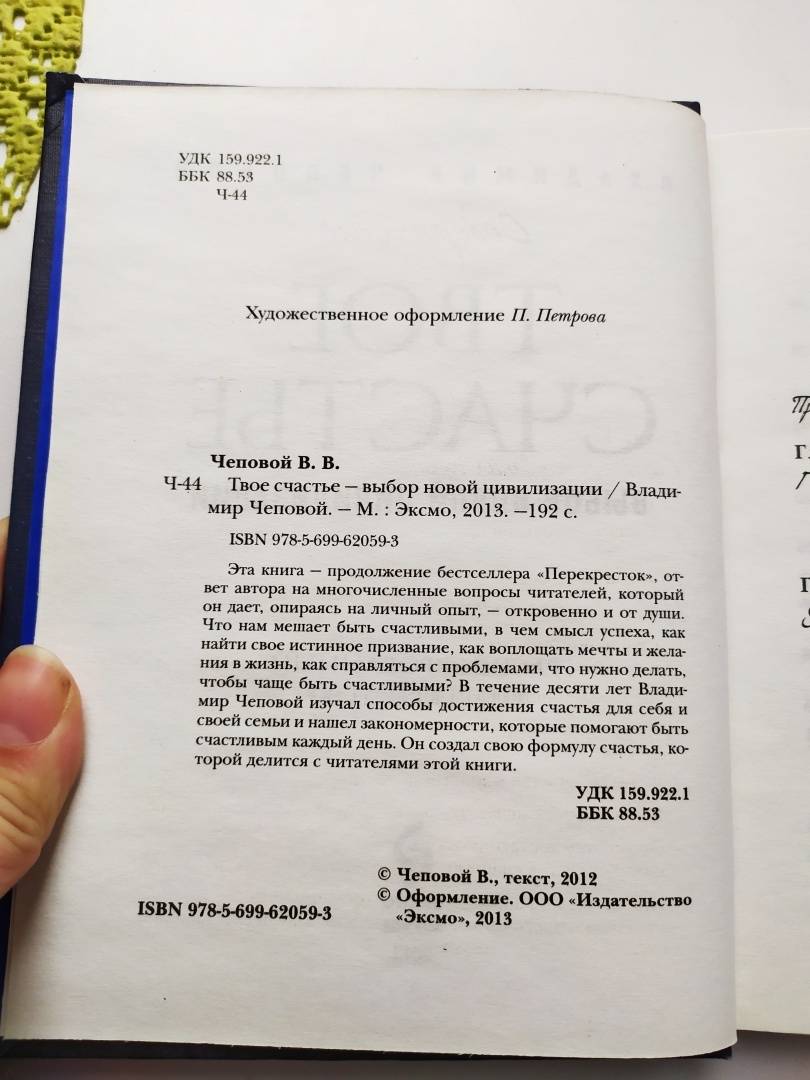 УДК 159.922.1
ББК 88.53
Ч-44
Художественное оформление П. Петрова
Чеповой В. В.
Ч-44 Твое счастье — выбор новой цивилизации / Влади-
мир Чеповой. — М. : Эксмо, 2013. —192 с.
ISBN 978-5-699-62059-3
Эта книга — продолжение бестселлера «Перекресток», от-
вет автора на многочисленные вопросы читателей, который
он дает, опираясь на личный опыт, — откровенно и от души.
Что нам мешает быть счастливыми, в чем смысл успеха, как
найти свое истинное призвание, как воплощать мечты и жела-
ния в жизнь, как справляться с проблемами, что нужно делать,
чтобы чаще быть счастливыми? В течение десяти лет Влади-
мир Чеповой изучал способы достижения счастья для себя и
своей семьи и нашел закономерности, которые помогают быть
счастливым каждый день. Он создал свою формулу счастья, ко-
торой делится с читателями этой книги.
УДК 159.922.1
ББК 88.53
© Чеповой В., текст, 2012
© Оформление. ООО «Издательство
«Эксмо», 2013
ISBN 978-5-699-62059-3
ТВОЕ
СЧАСТЬЕ